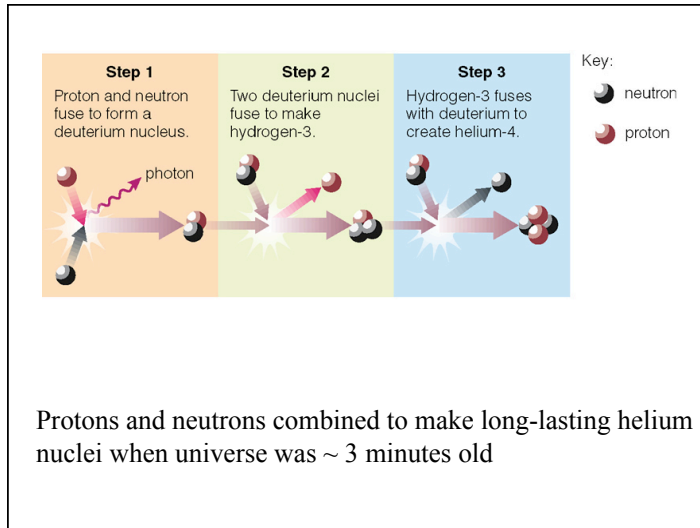 Step 1
Proton and neutron
fuse to form a
deuterium nucleus.
photon
Step 2
Two deuterium nuclei
fuse to make
hydrogen-3.
Step 3
Hydrogen-3 fuses
with deuterium to
create helium-4.
Key:
neutron
proton
Protons and neutrons combined to make long-lasting helium
nuclei when universe was ~ 3 minutes old